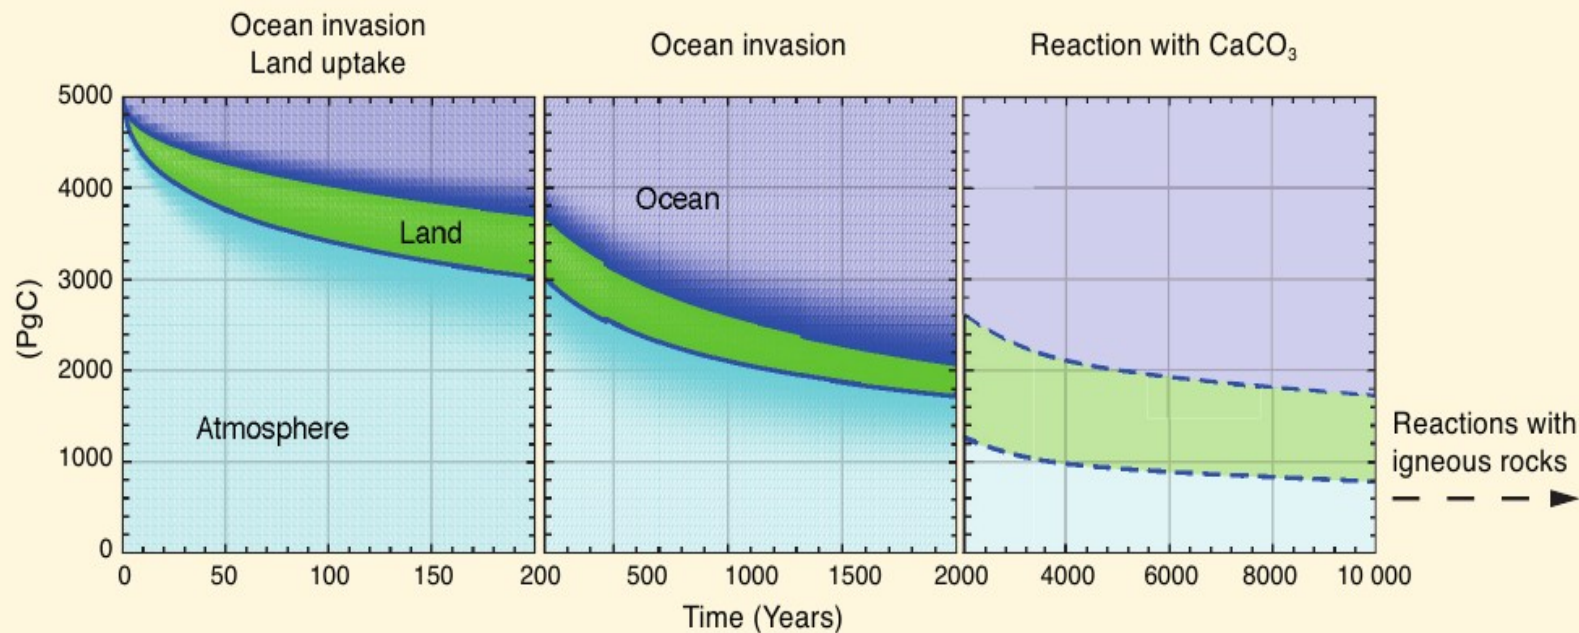 Ocean invasion
Land uptake
Ocean invasion
Reaction with CaCO₃
(PgC)
5000
4000
3000
2000
1000
0
Ocean
Land
Atmosphere
Reactions with
igneous rocks
0 50 100 150 200 500 1000 1500 2000 4000 6000 8000 10 000
Time (Years)